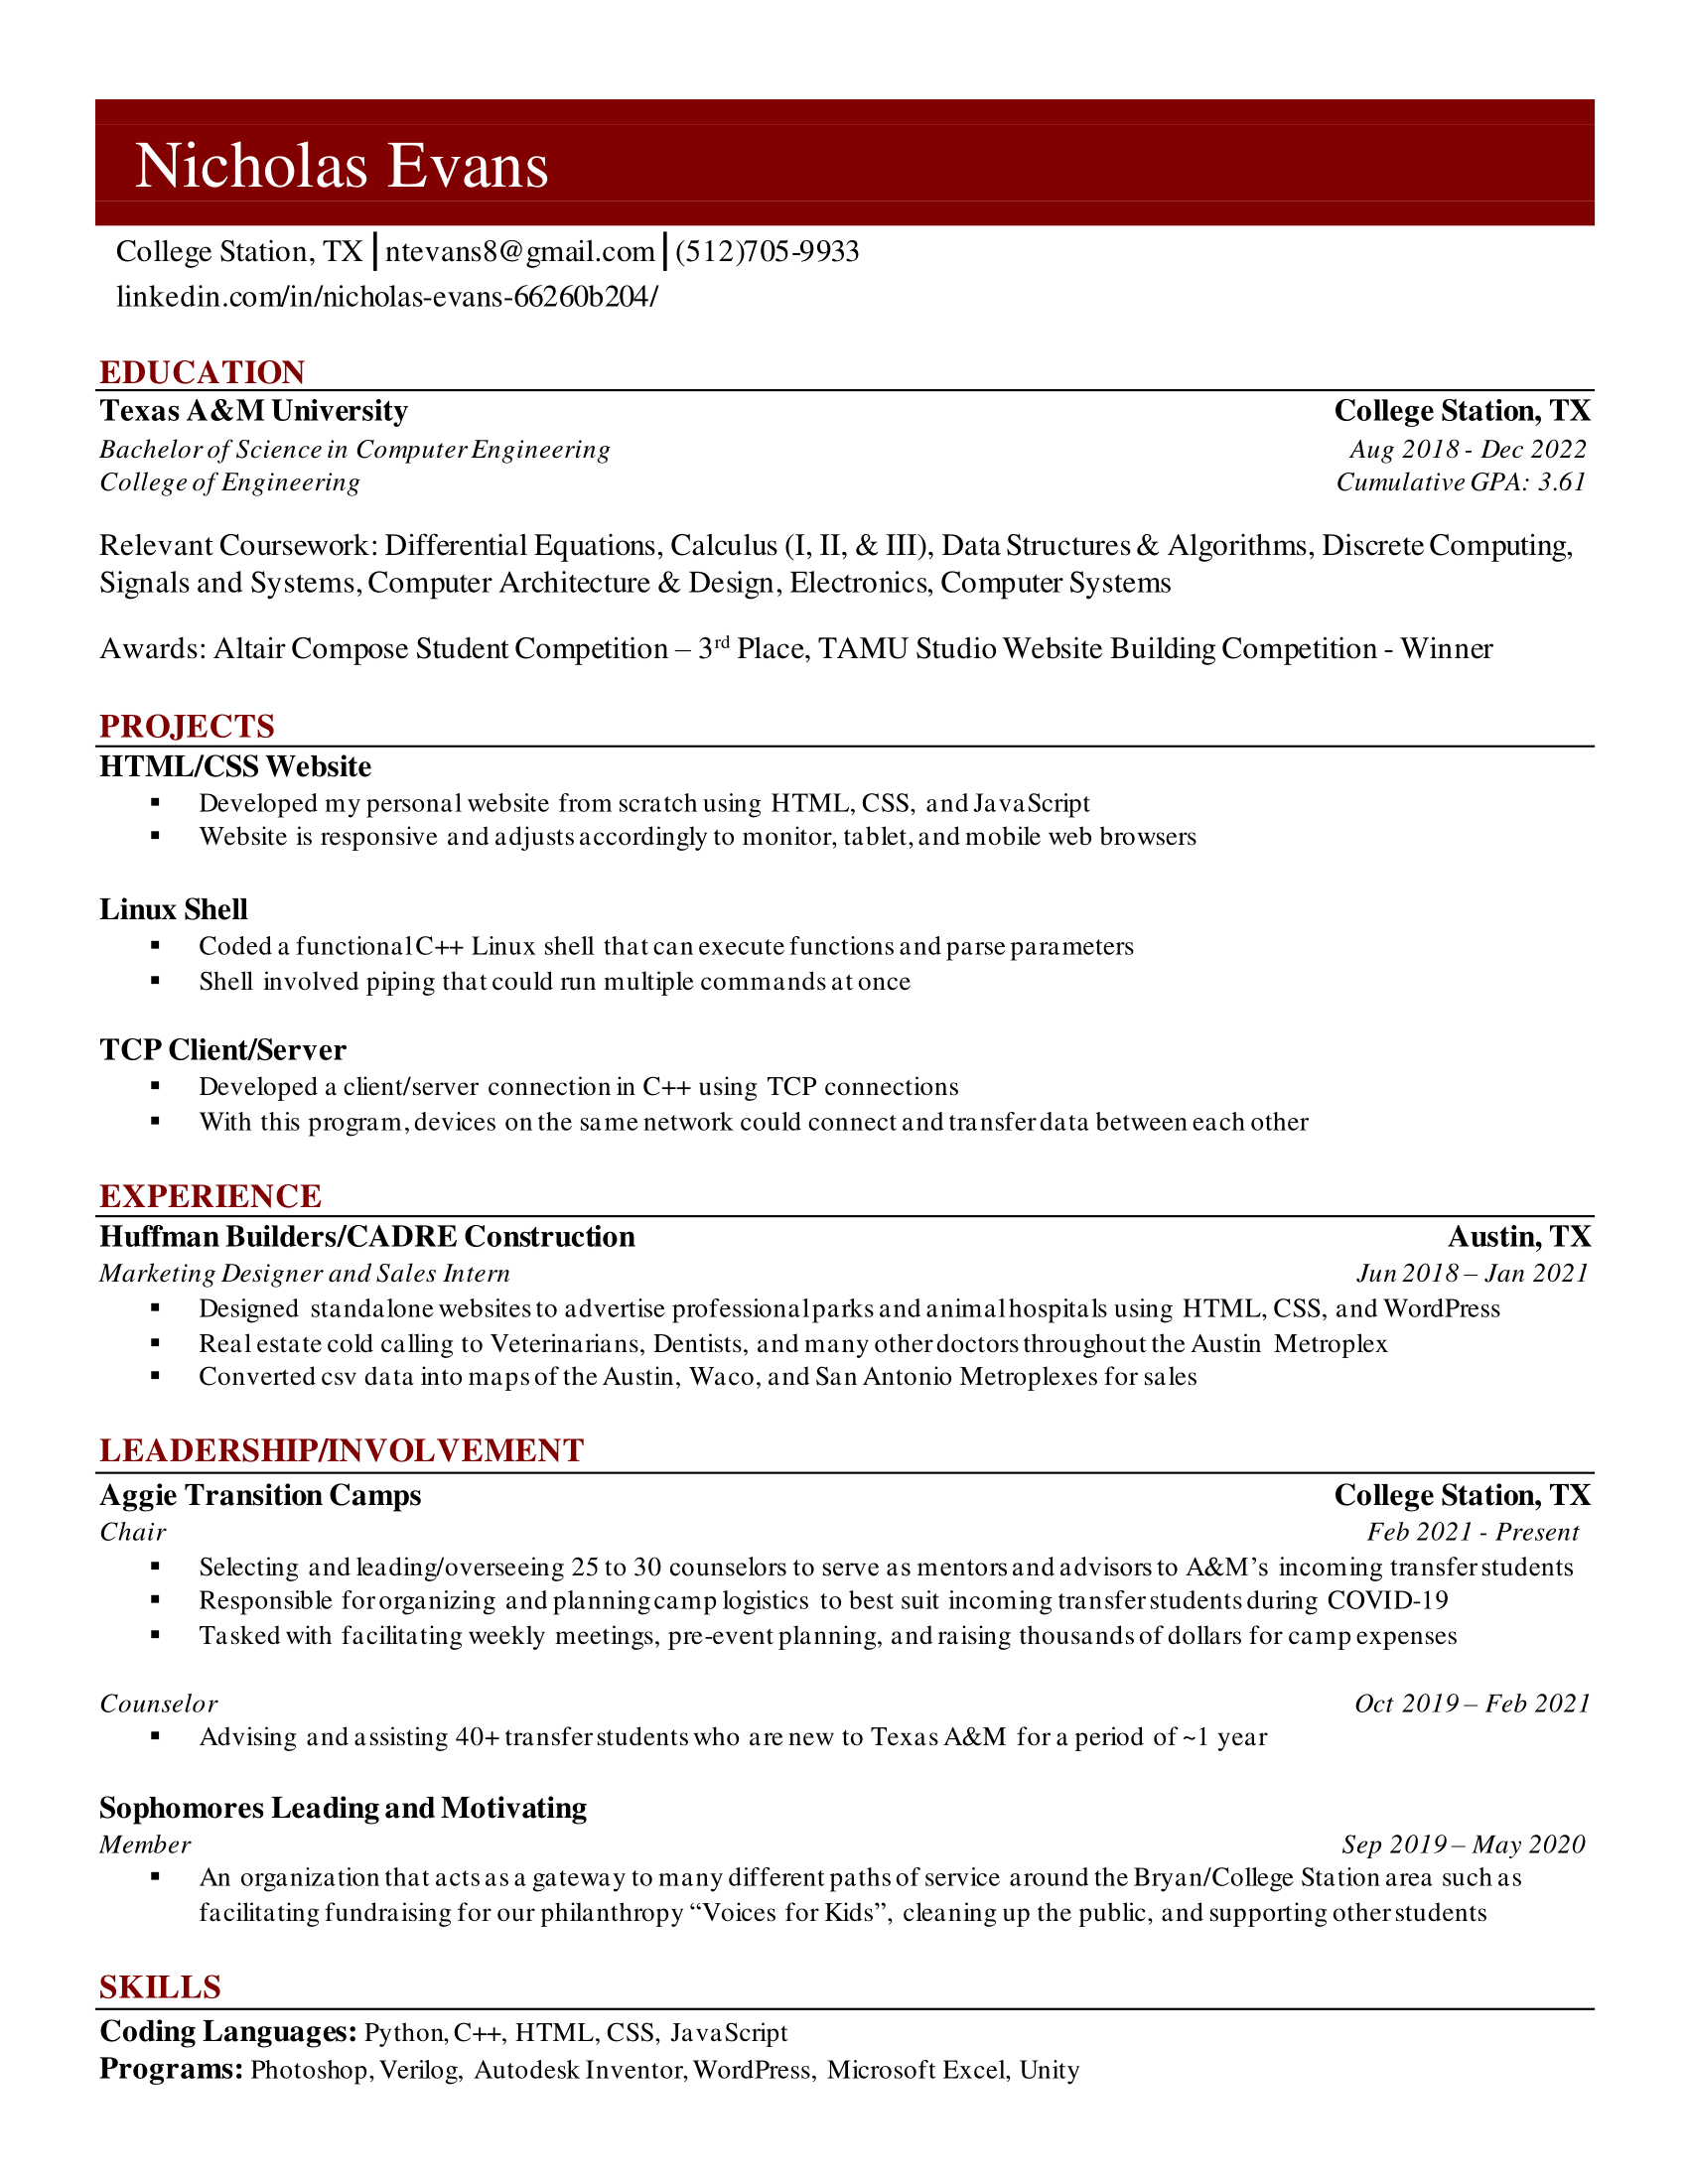 Nicholas Evans
College Station, TX | ntevans8@gmail.com | (512)705-9933
linkedin.com/in/nicholas-evans-66260b204/
EDUCATION
Texas A&M University College Station, TX
Bachelor of Science in Computer Engineering Aug 2018 - Dec 2022
College of Engineering Cumulative GPA: 3.61
Relevant Coursework: Differential Equations, Calculus (I, II, & III), Data Structures & Algorithms, Discrete Computing,
Signals and Systems, Computer Architecture & Design, Electronics, Computer Systems
Awards: Altair Compose Student Competition – 3rd Place, TAMU Studio Website Building Competition - Winner
PROJECTS
HTML/CSS Website
▪ Developed my personal website from scratch using HTML, CSS, and JavaScript
▪ Website is responsive and adjusts accordingly to monitor, tablet, and mobile web browsers
Linux Shell
▪ Coded a functional C++ Linux shell that can execute functions and parse parameters
▪ Shell involved piping that could run multiple commands at once
TCP Client/Server
▪ Developed a client/server connection in C++ using TCP connections
▪ With this program, devices on the same network could connect and transfer data between each other
EXPERIENCE
Huffman Builders/CADRE Construction Austin, TX
Marketing Designer and Sales Intern Jun 2018 – Jan 2021
▪ Designed standalone websites to advertise professional parks and animal hospitals using HTML, CSS, and WordPress
▪ Real estate cold calling to Veterinarians, Dentists, and many other doctors throughout the Austin Metroplex
▪ Converted csv data into maps of the Austin, Waco, and San Antonio Metroplexes for sales
LEADERSHIP/INVOLVEMENT
Aggie Transition Camps College Station, TX
Chair Feb 2021 - Present
▪ Selecting and leading/overseeing 25 to 30 counselors to serve as mentors and advisors to A&M’s incoming transfer students
▪ Responsible for organizing and planning camp logistics to best suit incoming transfer students during COVID-19
▪ Tasked with facilitating weekly meetings, pre-event planning, and raising thousands of dollars for camp expenses
Counselor Oct 2019 – Feb 2021
▪ Advising and assisting 40+ transfer students who are new to Texas A&M for a period of ~1 year
Sophomores Leading and Motivating
Member Sep 2019 – May 2020
▪ An organization that acts as a gateway to many different paths of service around the Bryan/College Station area such as
facilitating fundraising for our philanthropy “Voices for Kids”, cleaning up the public, and supporting other students
SKILLS
Coding Languages: Python, C++, HTML, CSS, JavaScript
Programs: Photoshop, Verilog, Autodesk Inventor, WordPress, Microsoft Excel, Unity